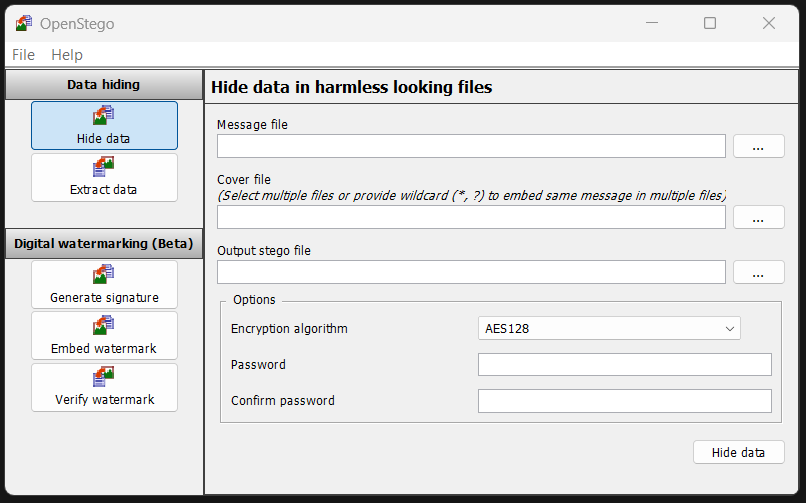 OpenStego
File Help
Data hiding
Hide data
Extract data
Digital watermarking (Beta)
Generate signature
Embed watermark
Verify watermark
Hide data in harmless looking files
Message file
...
Cover file
(Select multiple files or provide wildcard (*, ?) to embed same message in multiple files)
...
Output stego file
...
Options
Encryption algorithm AES128
Password
Confirm password
Hide data